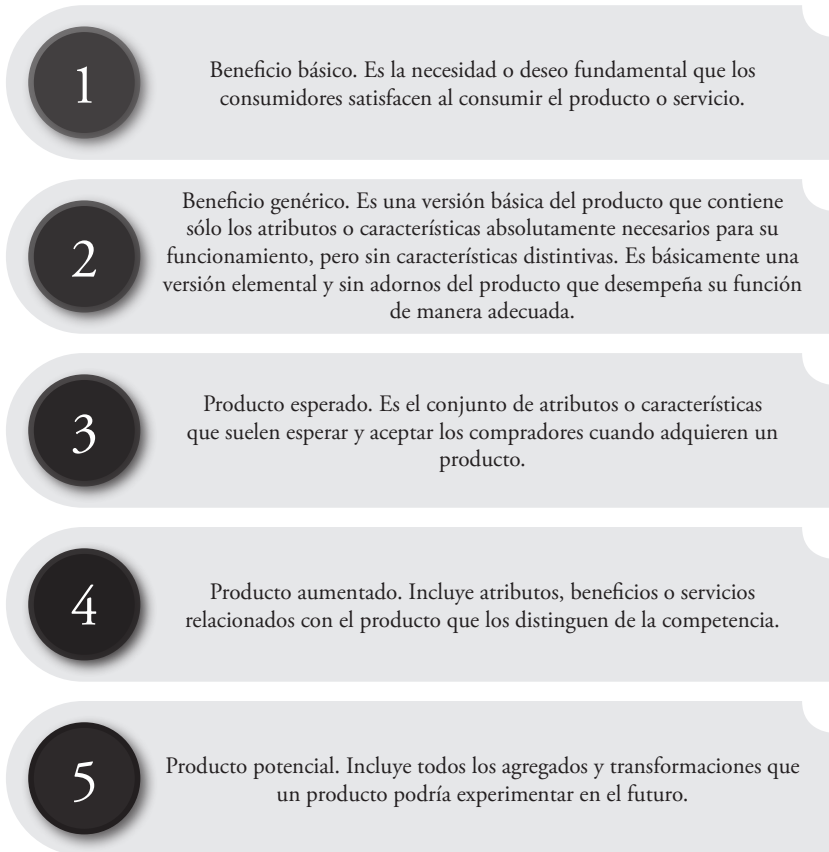 1
Beneficio básico. Es la necesidad o deseo fundamental que los
consumidores satisfacen al consumir el producto o servicio.
2
Beneficio genérico. Es una versión básica del producto que contiene
sólo los atributos o características absolutamente necesarios para su
funcionamiento, pero sin características distintivas. Es básicamente una
versión elemental y sin adornos del producto que desempeña su función
de manera adecuada.
3
Producto esperado. Es el conjunto de atributos o características
que suelen esperar y aceptar los compradores cuando adquieren un
producto.
4
Producto aumentado. Incluye atributos, beneficios o servicios
relacionados con el producto que los distinguen de la competencia.
5
Producto potencial. Incluye todos los agregados y transformaciones que
un producto podría experimentar en el futuro.